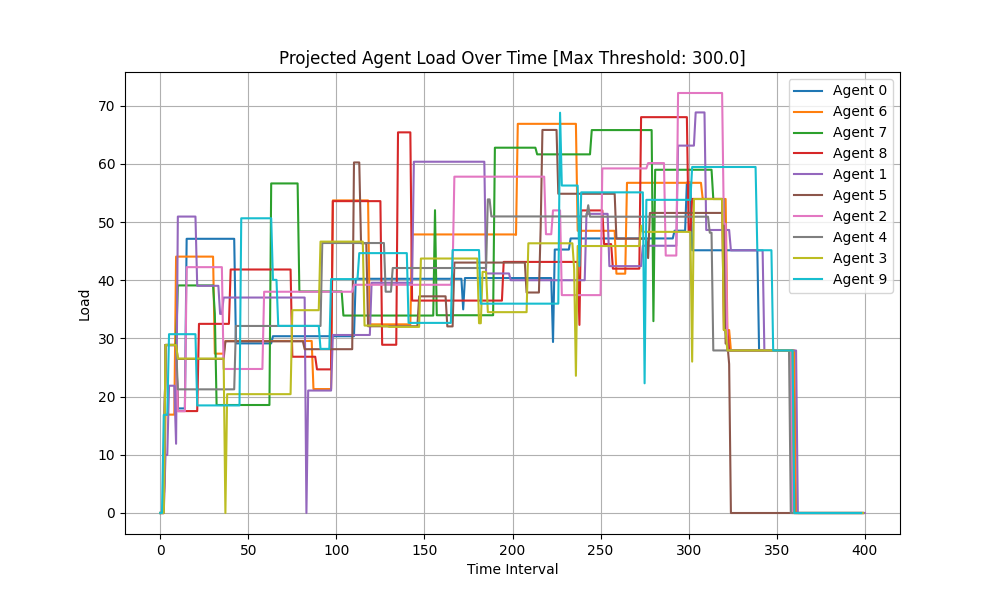 Projected Agent Load Over Time [Max Threshold: 300.0]
Load
70
60
50
40
30
20
10
0
0 50 100 150 200 250 300 350 400
Time Interval
Agent 0
Agent 6
Agent 7
Agent 8
Agent 1
Agent 5
Agent 2
Agent 4
Agent 3
Agent 9